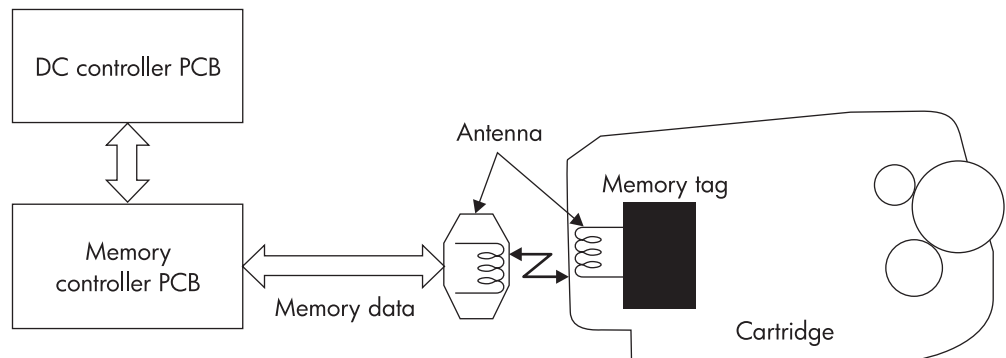 DC controller PCB
Antenna
Memory tag
Memory
controller PCB
Memory data
Cartridge